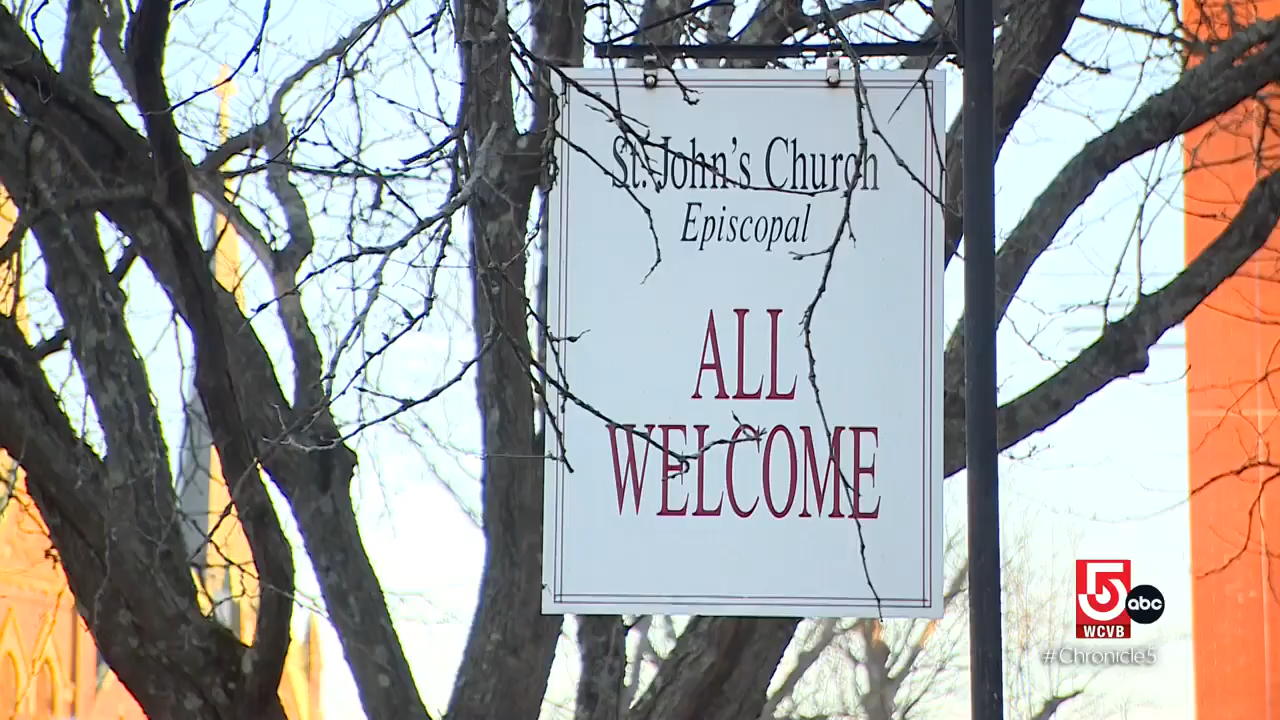 St. John's Church
Episcopal
ALL
WELCOME
5
abc
WCVB
#Chronicle5